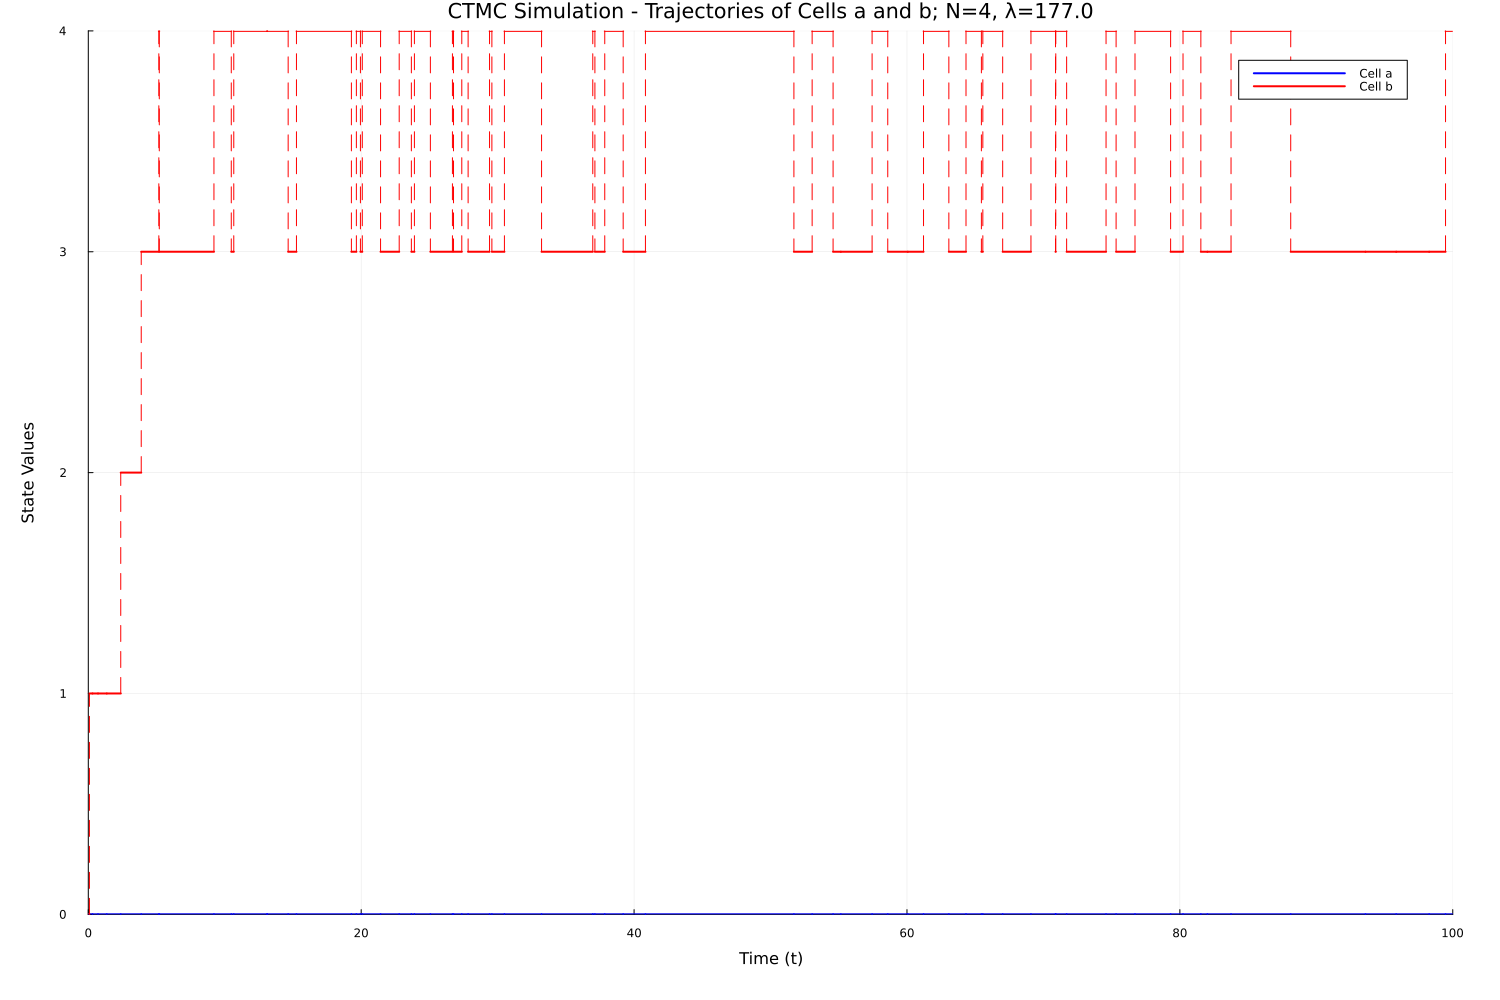 CTMC Simulation - Trajectories of Cells a and b; N=4, λ=177.0
4
Cell a
Cell b
3
State Values
2
1
0
0 20 40 60 80 100
Time (t)